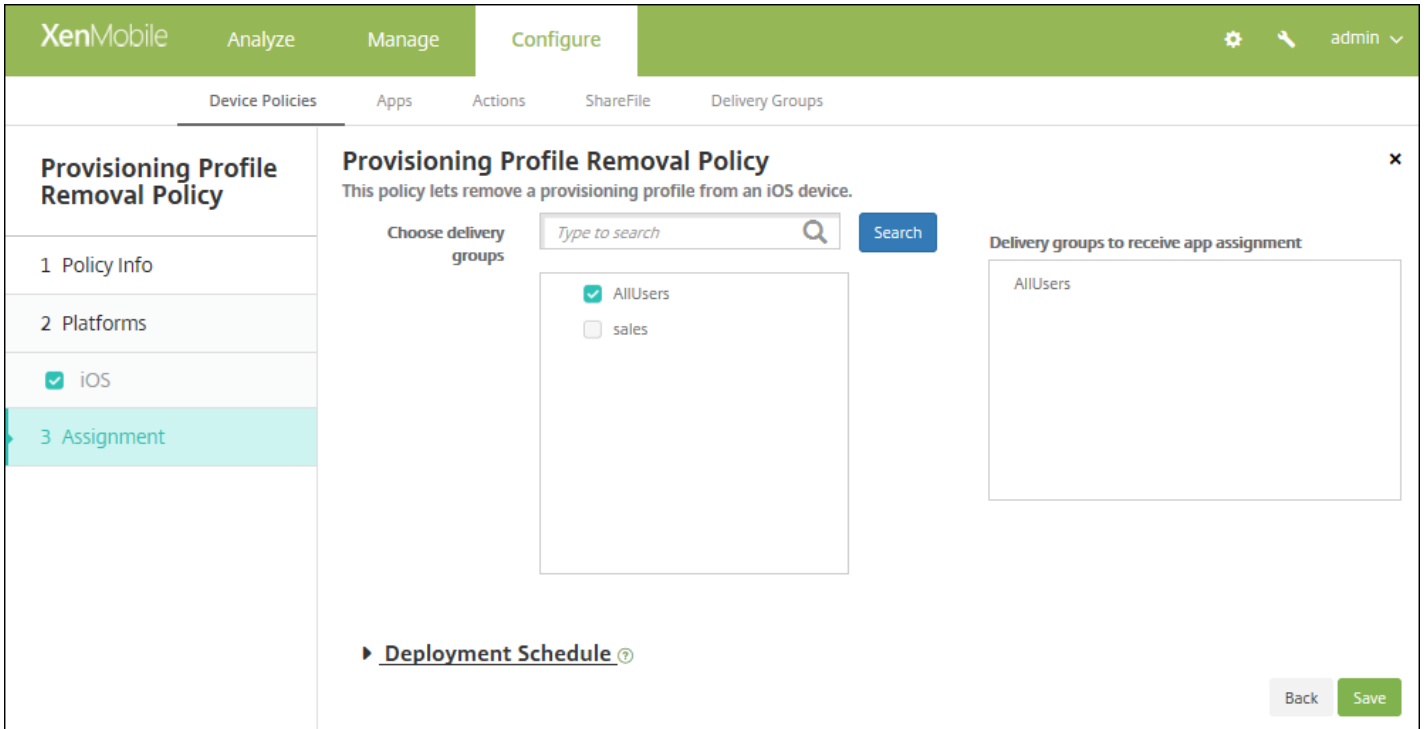 XenMobile Analyze Manage Configure admin
Device Policies Apps Actions ShareFile Delivery Groups
Provisioning Profile
Removal Policy
1 Policy Info
2 Platforms
iOS
3 Assignment
Provisioning Profile Removal Policy
This policy lets remove a provisioning profile from an iOS device.
Choose delivery
groups
Type to search
Search
AllUsers
sales
Delivery groups to receive app assignment
AllUsers
Deployment Schedule ?
Back Save